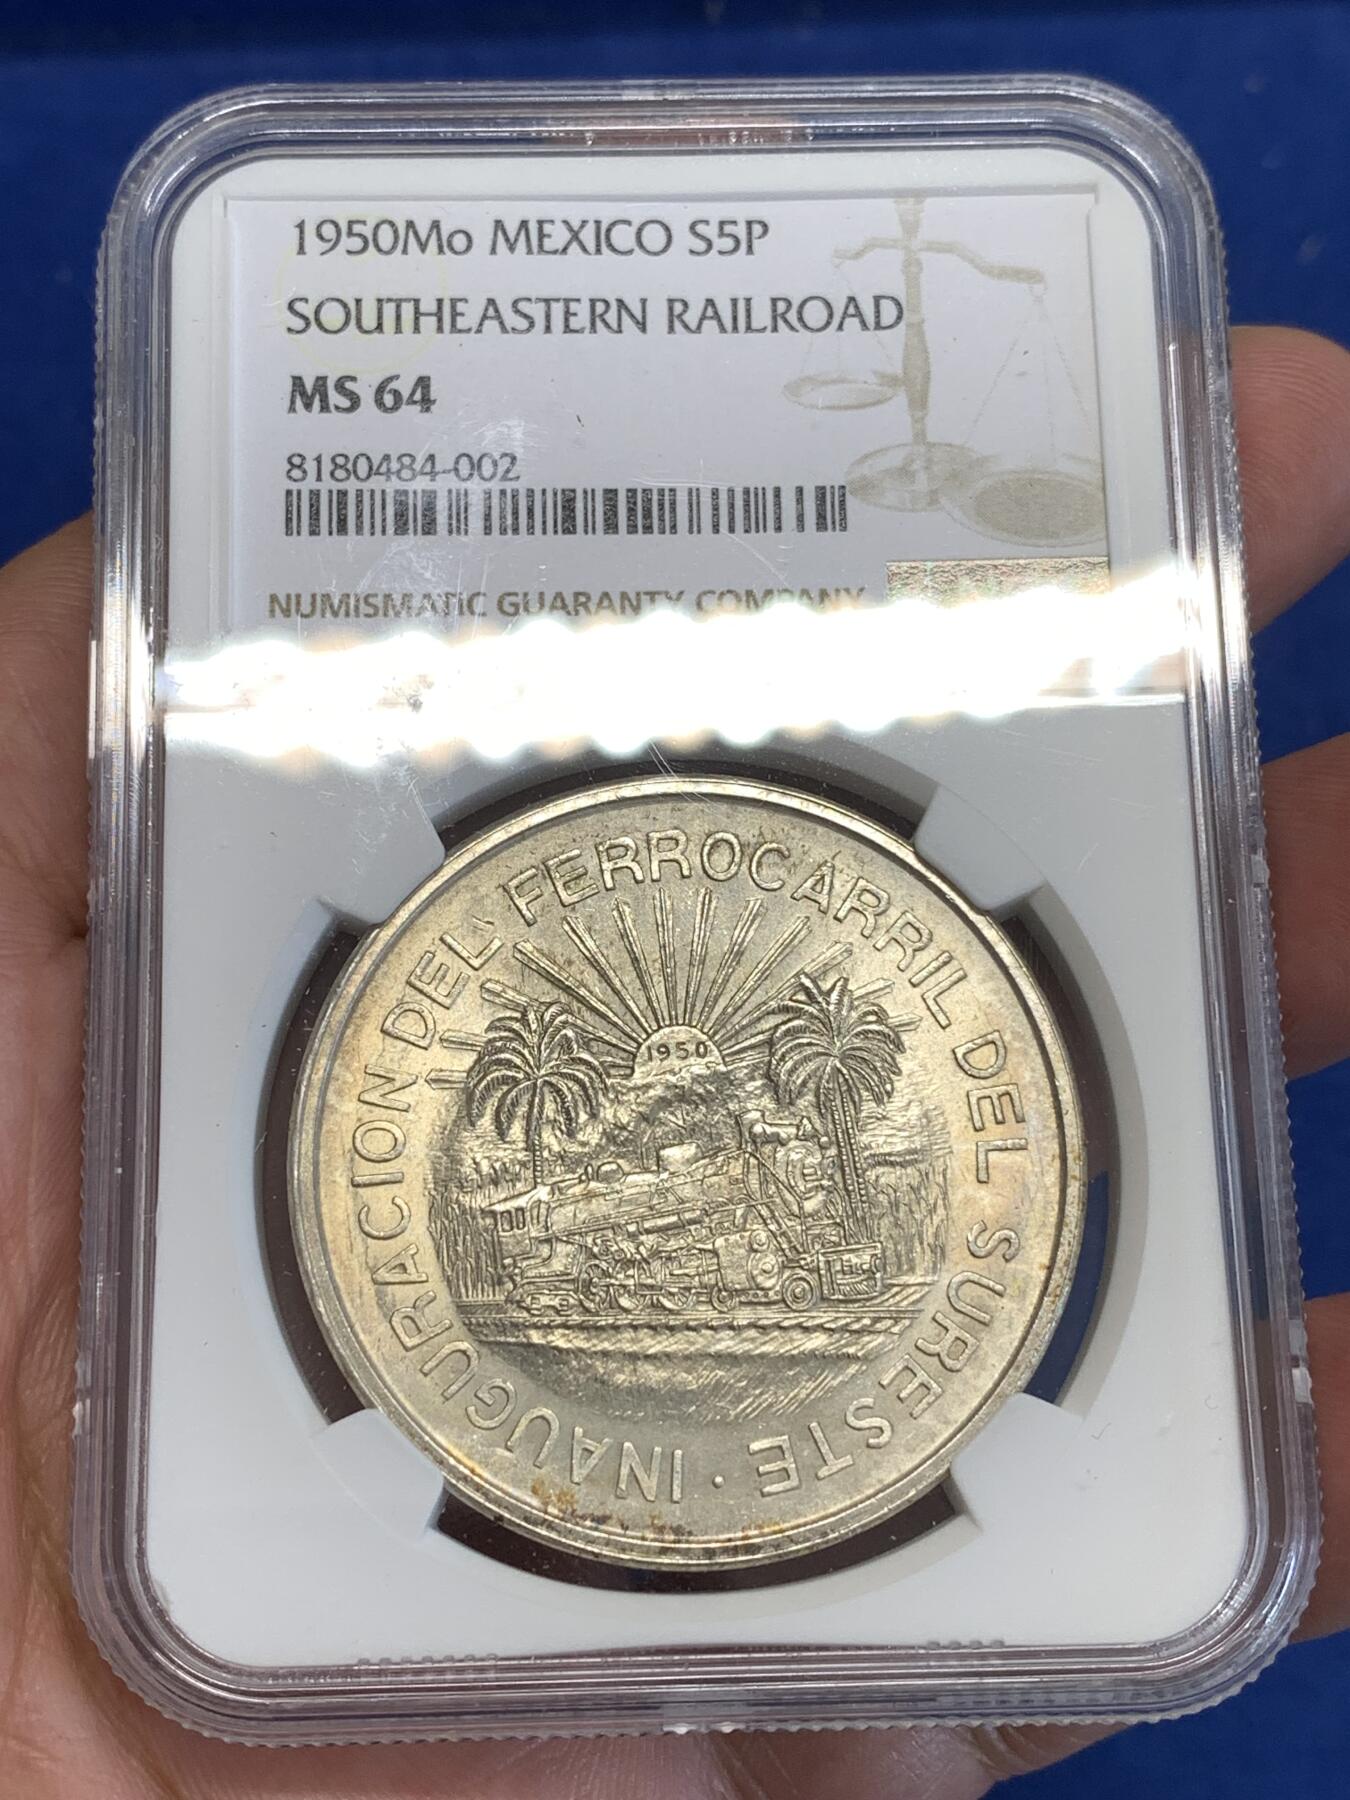 1950Mo MEXICO S5P
SOUTHEASTERN RAILROAD
MS 64
8180484-002
NUMISMATIC GUARANTY COMPANY
INAUGURACION DEL FERROCARRIL DEL SURESTE ·
1950